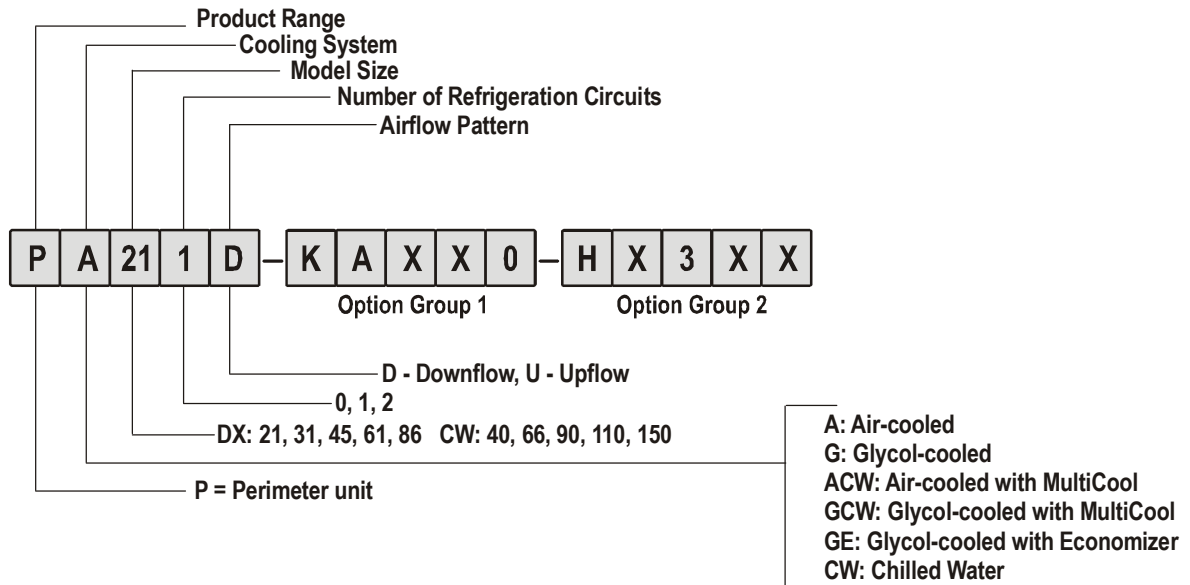 Product Range
Cooling System
Model Size
Number of Refrigeration Circuits
Airflow Pattern
P A 21 1 D – K A X X 0 – H X 3 X X
Option Group 1 Option Group 2
D - Downflow, U - Upflow
0, 1, 2
DX: 21, 31, 45, 61, 86 CW: 40, 66, 90, 110, 150
P = Perimeter unit
A: Air-cooled
G: Glycol-cooled
ACW: Air-cooled with MultiCool
GCW: Glycol-cooled with MultiCool
GE: Glycol-cooled with Economizer
CW: Chilled Water